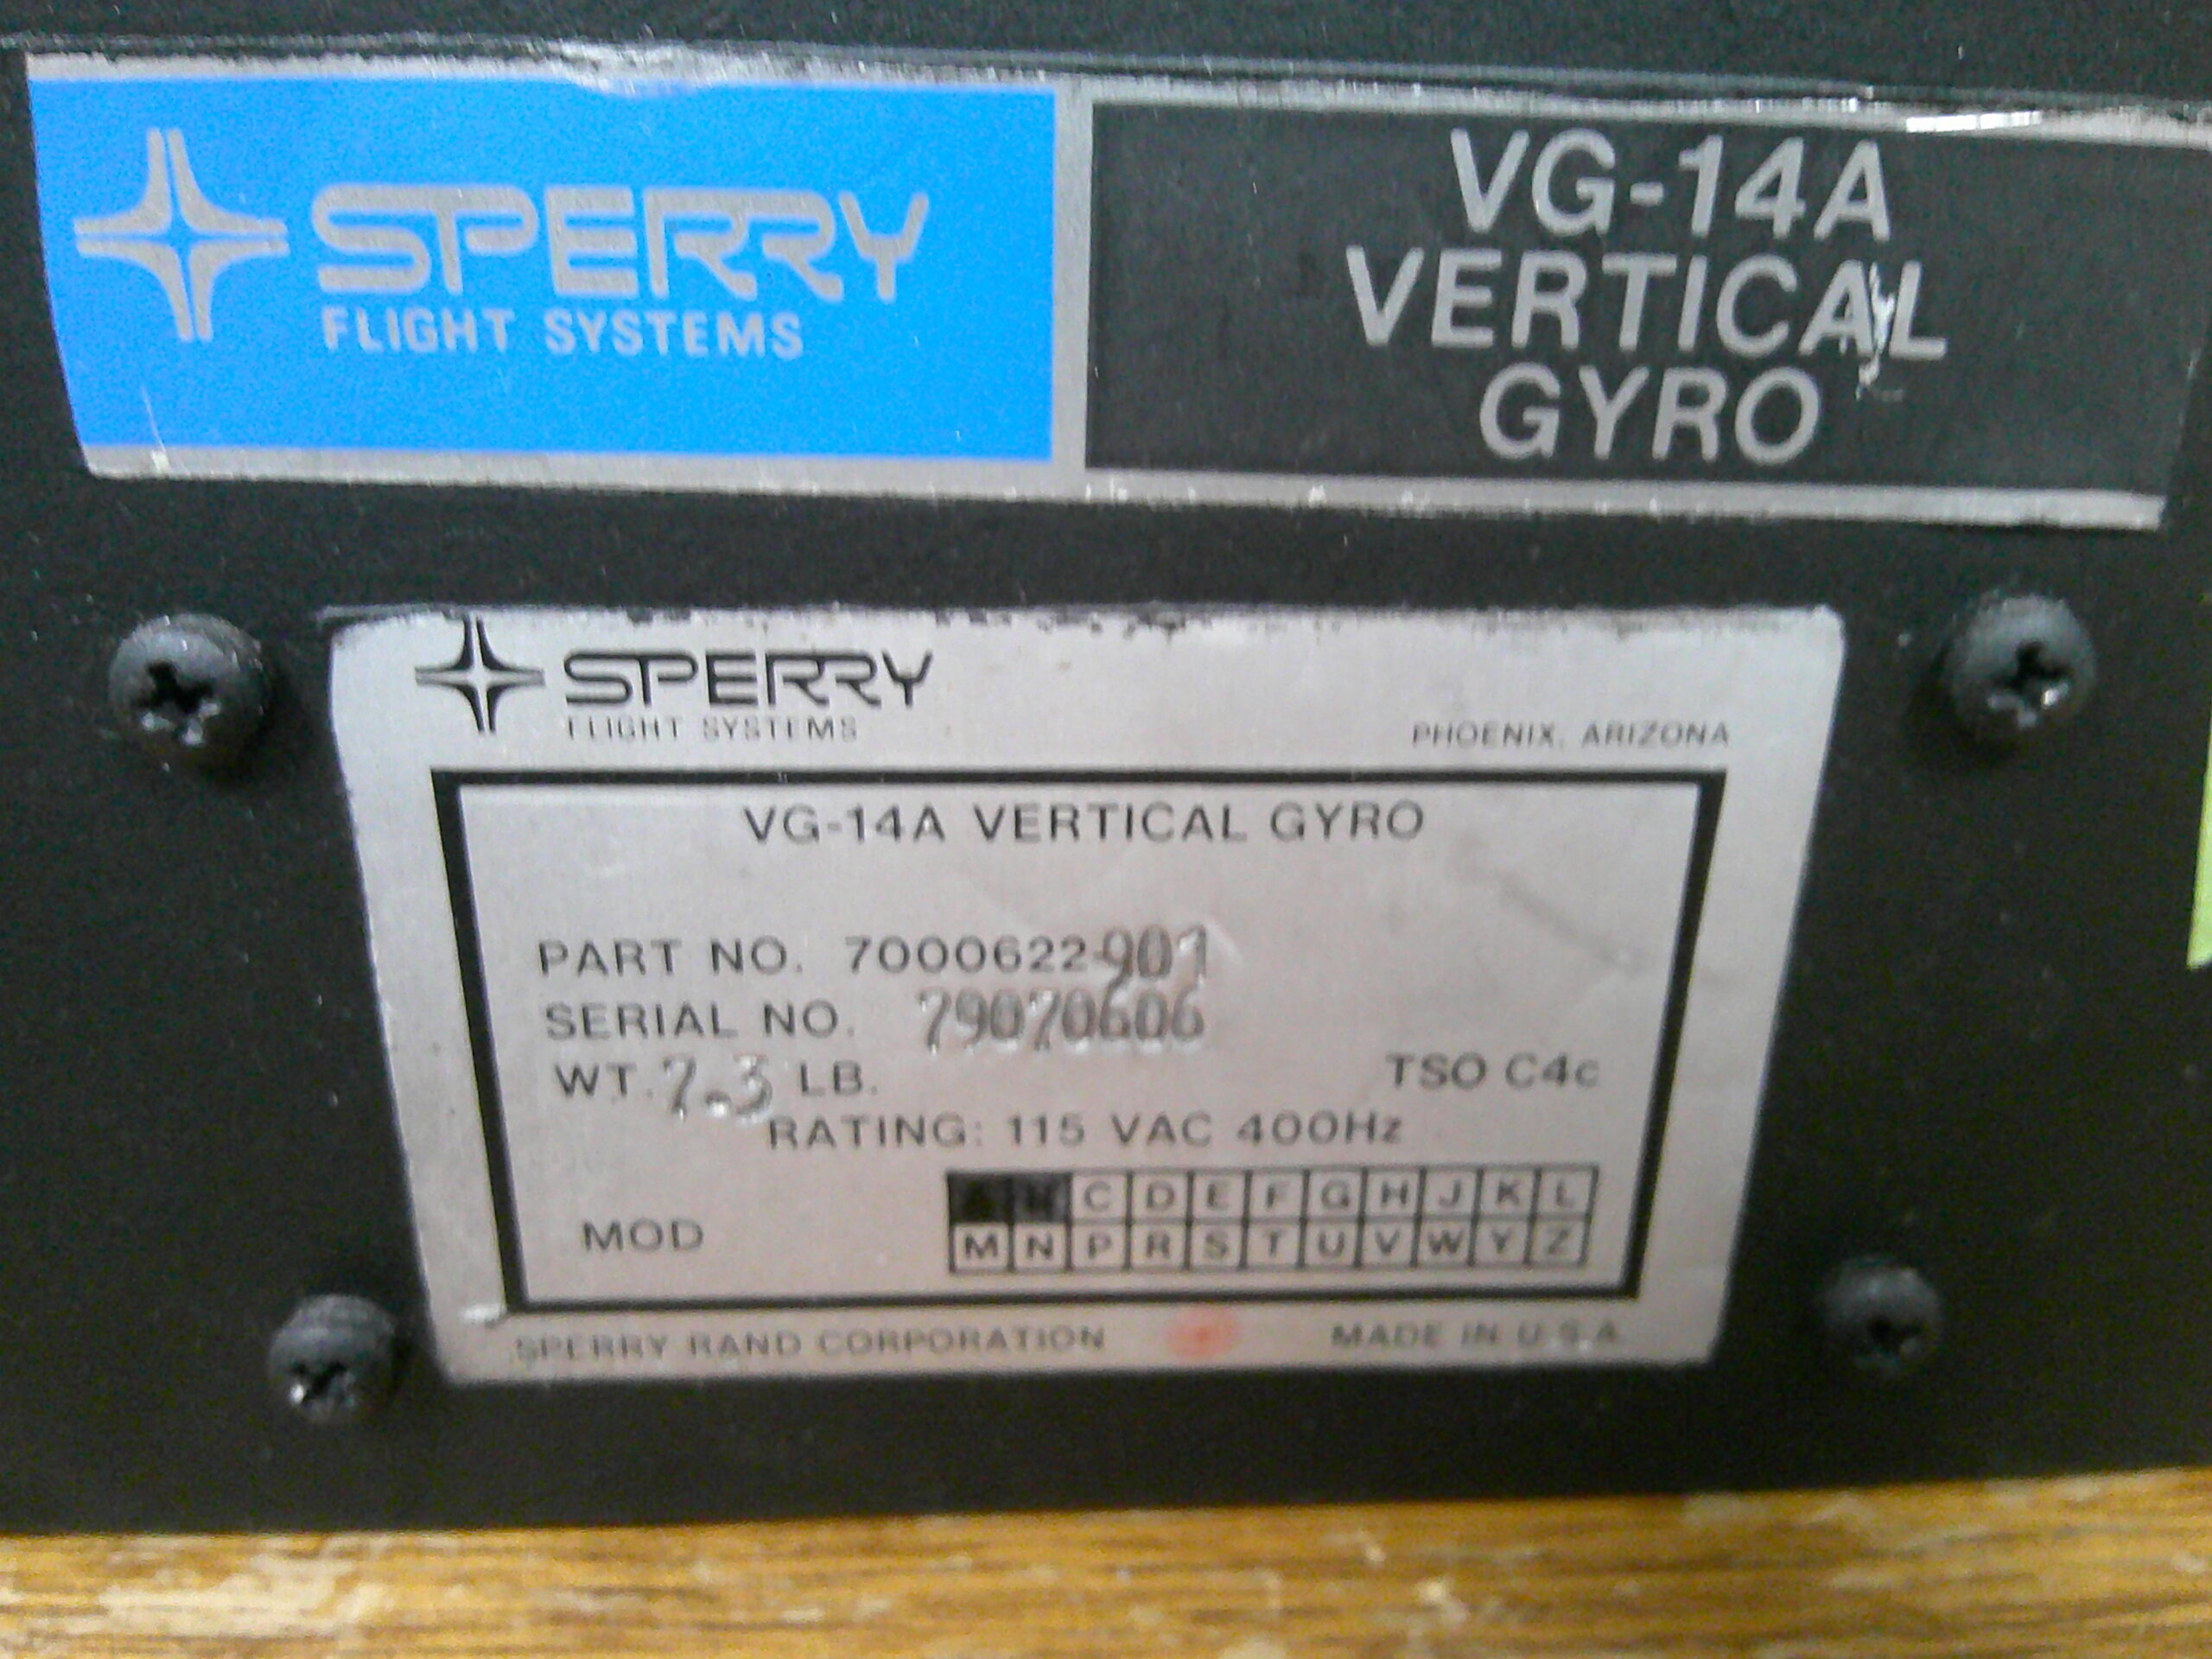 SPERRY
FLIGHT SYSTEMS
VG-14A
VERTICAL
GYRO
SPERRY
FLIGHT SYSTEMS
PHOENIX, ARIZONA
VG-14A VERTICAL GYRO
PART NO. 7000622-901
SERIAL NO. 79070606
WT. 7.3 LB.
TSO C4c
RATING: 115 VAC 400Hz
MOD
C D E F G H J K L
M N P R S T U V W Y Z
SPERRY RAND CORPORATION
MADE IN U.S.A